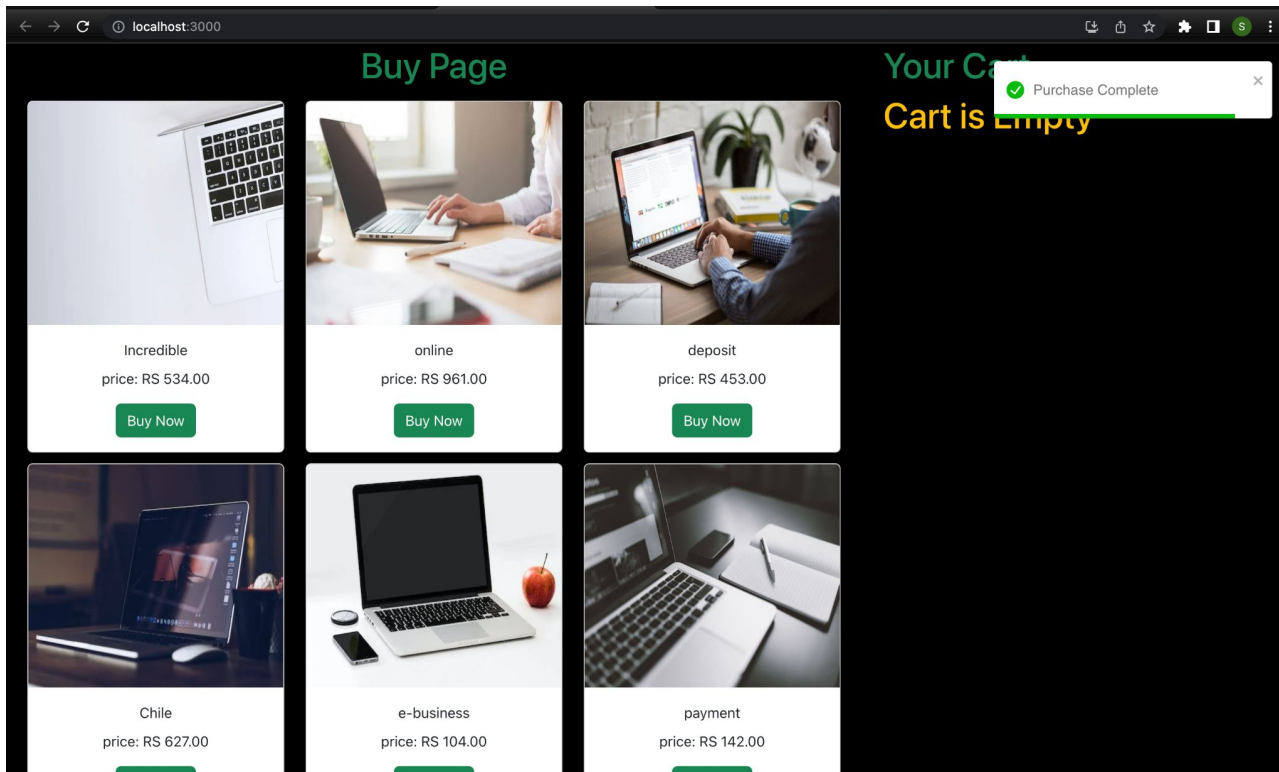 localhost:3000
S
Buy Page
Your Cart
Purchase Complete
Cart is Empty
Incredible
price: RS 534.00
Buy Now
online
price: RS 961.00
Buy Now
deposit
price: RS 453.00
Buy Now
Chile
price: RS 627.00
e-business
price: RS 104.00
payment
price: RS 142.00